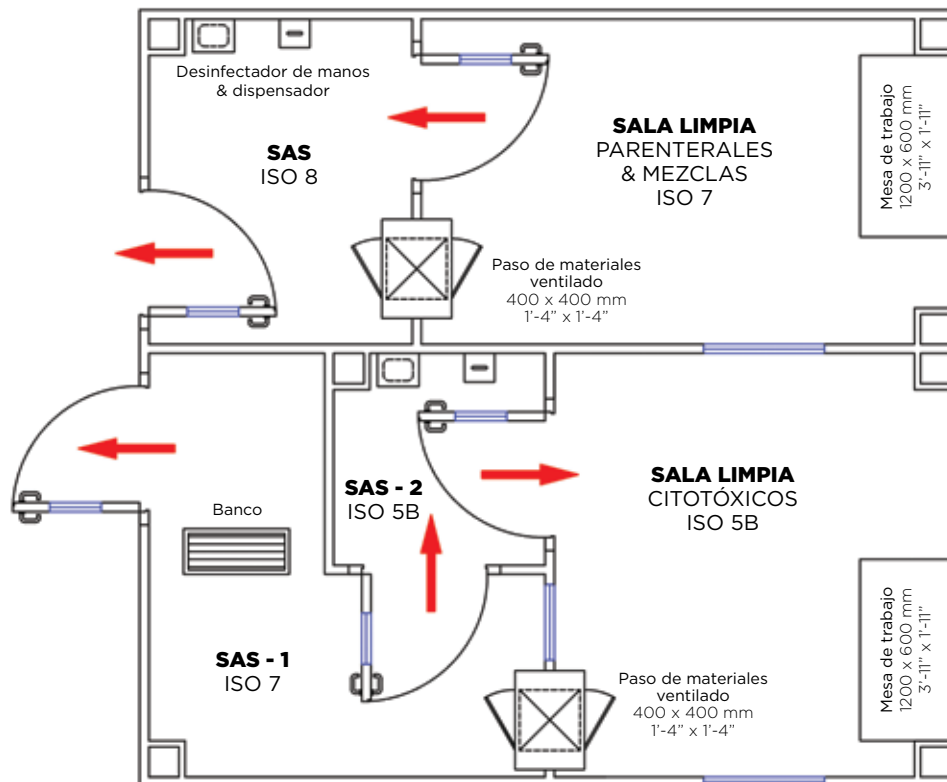 Desinfectador de manos
& dispensador
SAS
ISO 8
SALA LIMPIA
PARENTERALES
& MEZCLAS
ISO 7
Mesa de trabajo
1200 x 600 mm
3'-11" x 1'-11"
Paso de materiales
ventilado
400 x 400 mm
1'-4" x 1'-4"
Banco
SAS - 2
ISO 5B
SALA LIMPIA
CITOTÓXICOS
ISO 5B
SAS - 1
ISO 7
Paso de materiales
ventilado
400 x 400 mm
1'-4" x 1'-4"
Mesa de trabajo
1200 x 600 mm
3'-11" x 1'-11"